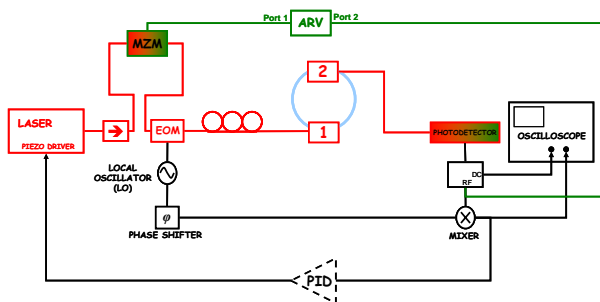 Port 1
ARV
Port 2
MZM
2
LASER
PIEZO DRIVER
EOM
1
PHOTODETECTOR
OSCILLOSCOPE
LOCAL
OSCILLATOR
(LO)
DC
RF
φ
PHASE SHIFTER
MIXER
PID